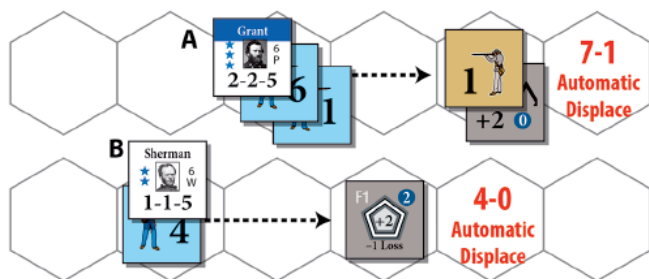 A
Grant
6
P
2-2-5
6
1
1
+2 0
7-1
Automatic
Displace
B
Sherman
6
W
1-1-5
4
F1 2
+2
-1 Loss
4-0
Automatic
Displace